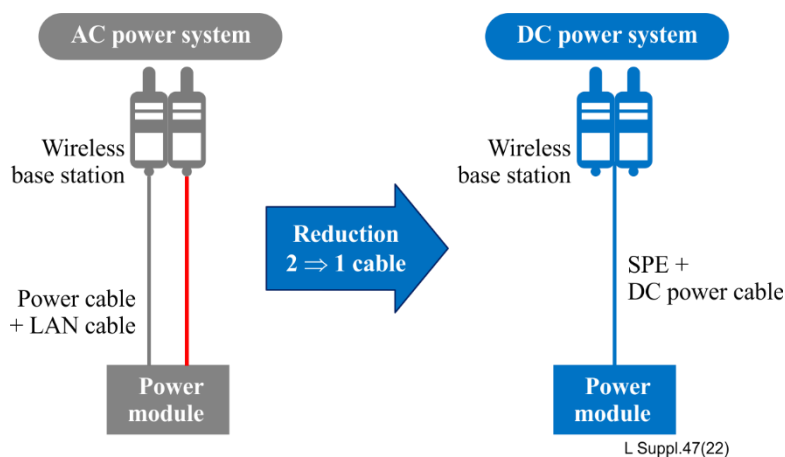 AC power system
Wireless
base station
Power cable
+ LAN cable
Power
module
Reduction
2 ⇒ 1 cable
DC power system
Wireless
base station
SPE +
DC power cable
Power
module
L Suppl.47(22)